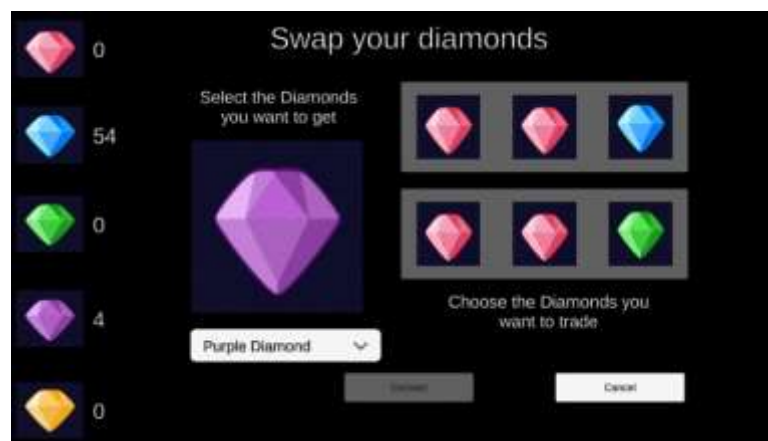 Swap your diamonds
0
54
0
4
0
Select the Diamonds
you want to get
Purple Diamond
Choose the Diamonds you
want to trade
Cancel